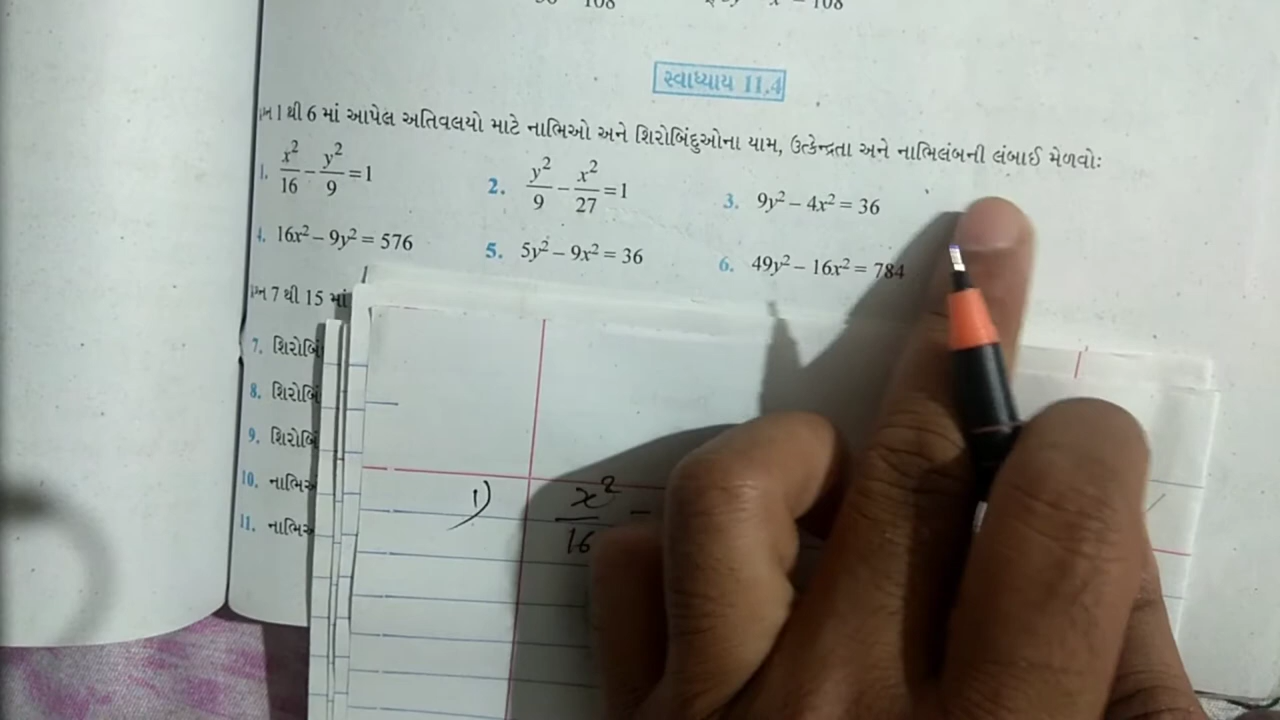 સ્વાધ્યાય 11.4
1 થી 6 માં આપેલ અતિવલયો માટે નાભિઓ અને શિરોબિંદુઓના યામ, ઉત્કેન્દ્રતા અને નાભિલંબની લંબાઈ મેળવોઃ
1. x²/16 − y²/9 = 1 2. y²/9 − x²/27 = 1 3. 9y² − 4x² = 36
4. 16x² − 9y² = 576 5. 5y² − 9x² = 36 6. 49y² − 16x² = 784
7 થી 15 માં
7.
8.
9.
10.
11.
1) x²/16 −